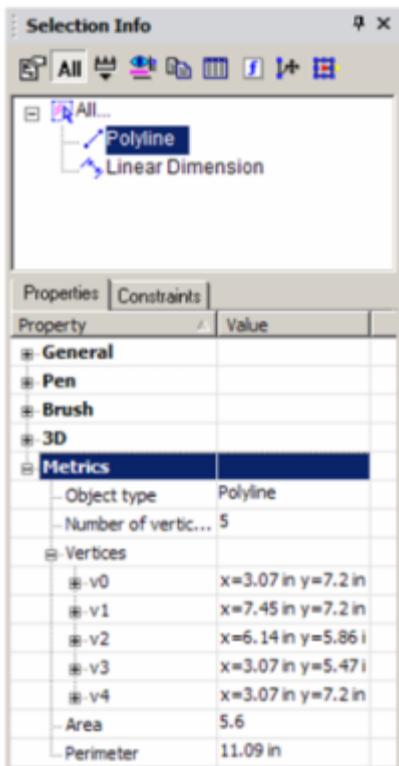 Selection Info
All
All...
Polyline
Linear Dimension
Properties Constraints
Property Value
General
Pen
Brush
3D
Metrics
Object type Polyline
Number of vertic... 5
Vertices
v0 x=3.07 in y=7.2 in
v1 x=7.45 in y=7.2 in
v2 x=6.14 in y=5.86 i
v3 x=3.07 in y=5.47 i
v4 x=3.07 in y=7.2 in
Area 5.6
Perimeter 11.09 in